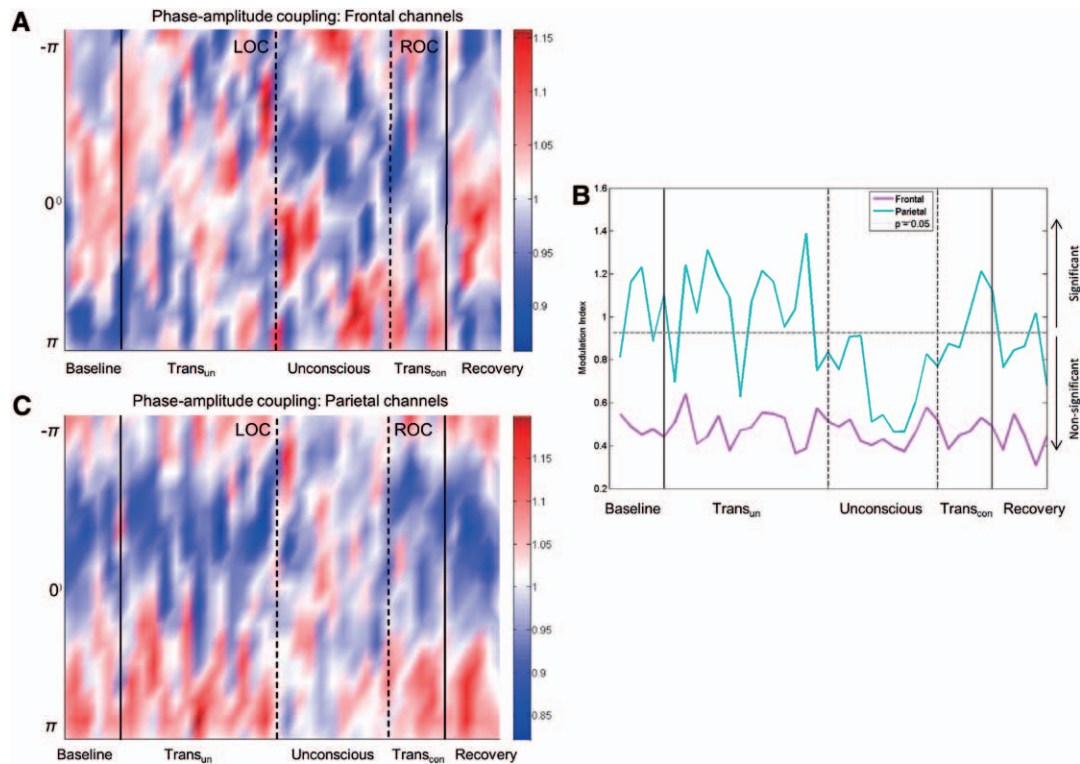 A
Phase-amplitude coupling: Frontal channels
-π
0⁰
π
LOC
ROC
1.15
1.1
1.05
1
0.95
0.9
Baseline
Transun
Unconscious
Transcon
Recovery
B
1.6
1.4
1.2
1
0.8
0.6
0.4
0.2
Modulation Index
Frontal
Parietal
p = 0.05
Significant
Non-significant
Baseline
Transun
Unconscious
Transcon
Recovery
C
Phase-amplitude coupling: Parietal channels
-π
0⁾
π
LOC
ROC
1.15
1.1
1.05
1
0.95
0.9
0.85
Baseline
Transun
Unconscious
Transcon
Recovery